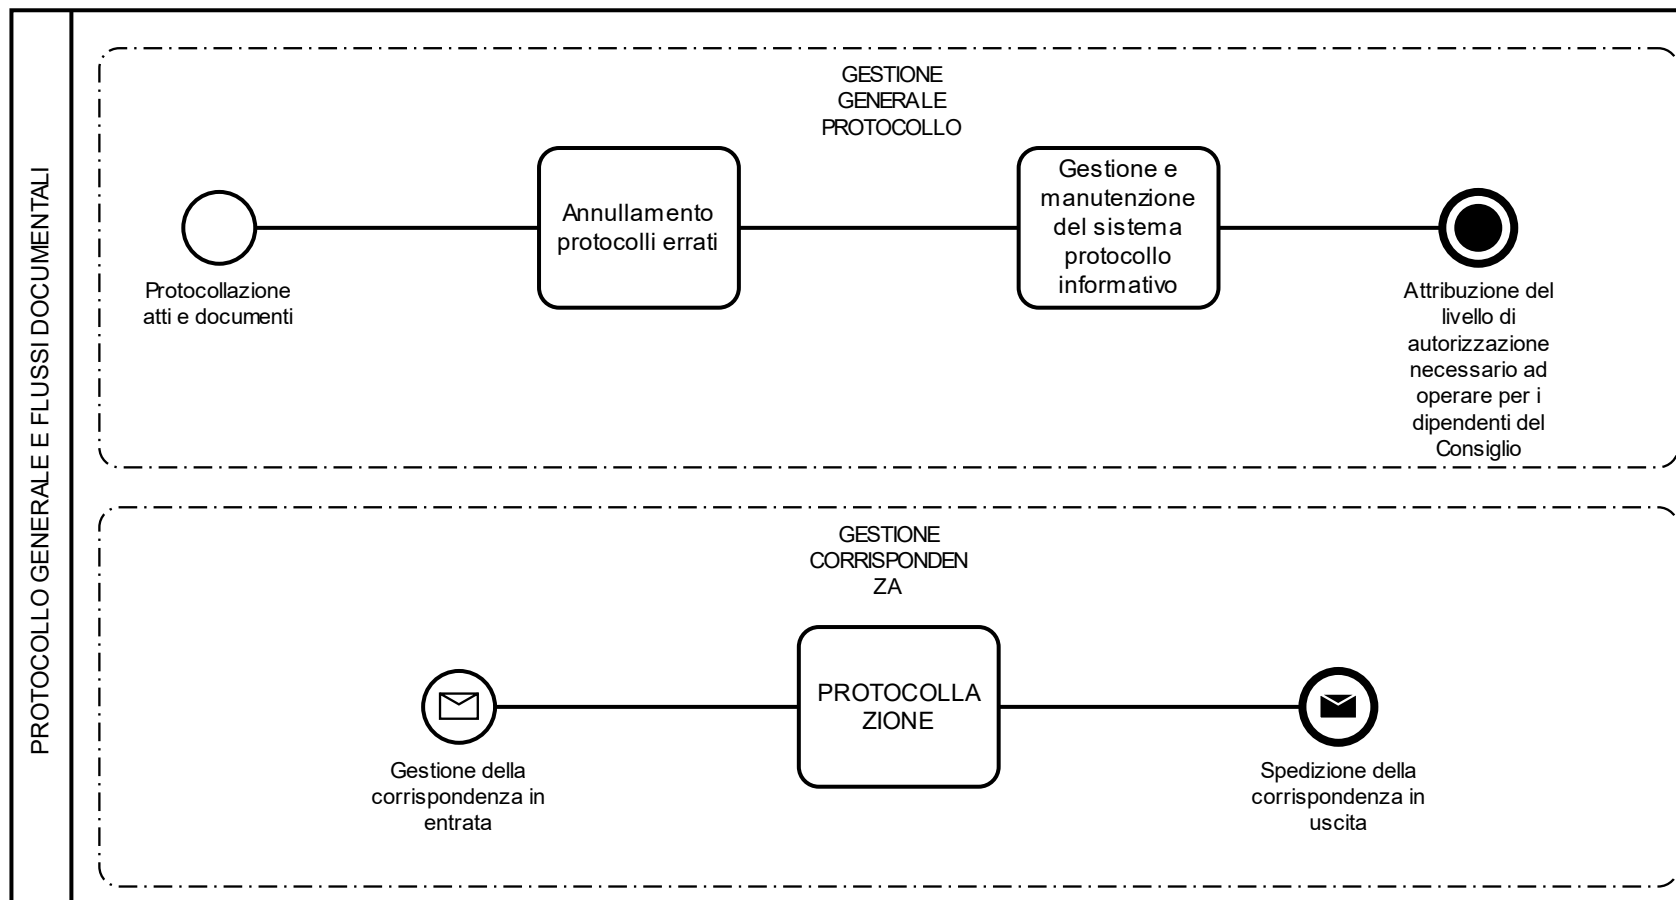 PROTOCOLLO GENERALE E FLUSSI DOCUMENTALI
GESTIONE
GENERALE
PROTOCOLLO
Protocollazione
atti e documenti
Annullamento
protocolli errati
Gestione e
manutenzione
del sistema
protocollo
informativo
Attribuzione del
livello di
autorizzazione
necessario ad
operare per i
dipendenti del
Consiglio
GESTIONE
CORRISPONDEN
ZA
Gestione della
corrispondenza in
entrata
PROTOCOLLA
ZIONE
Spedizione della
corrispondenza in
uscita